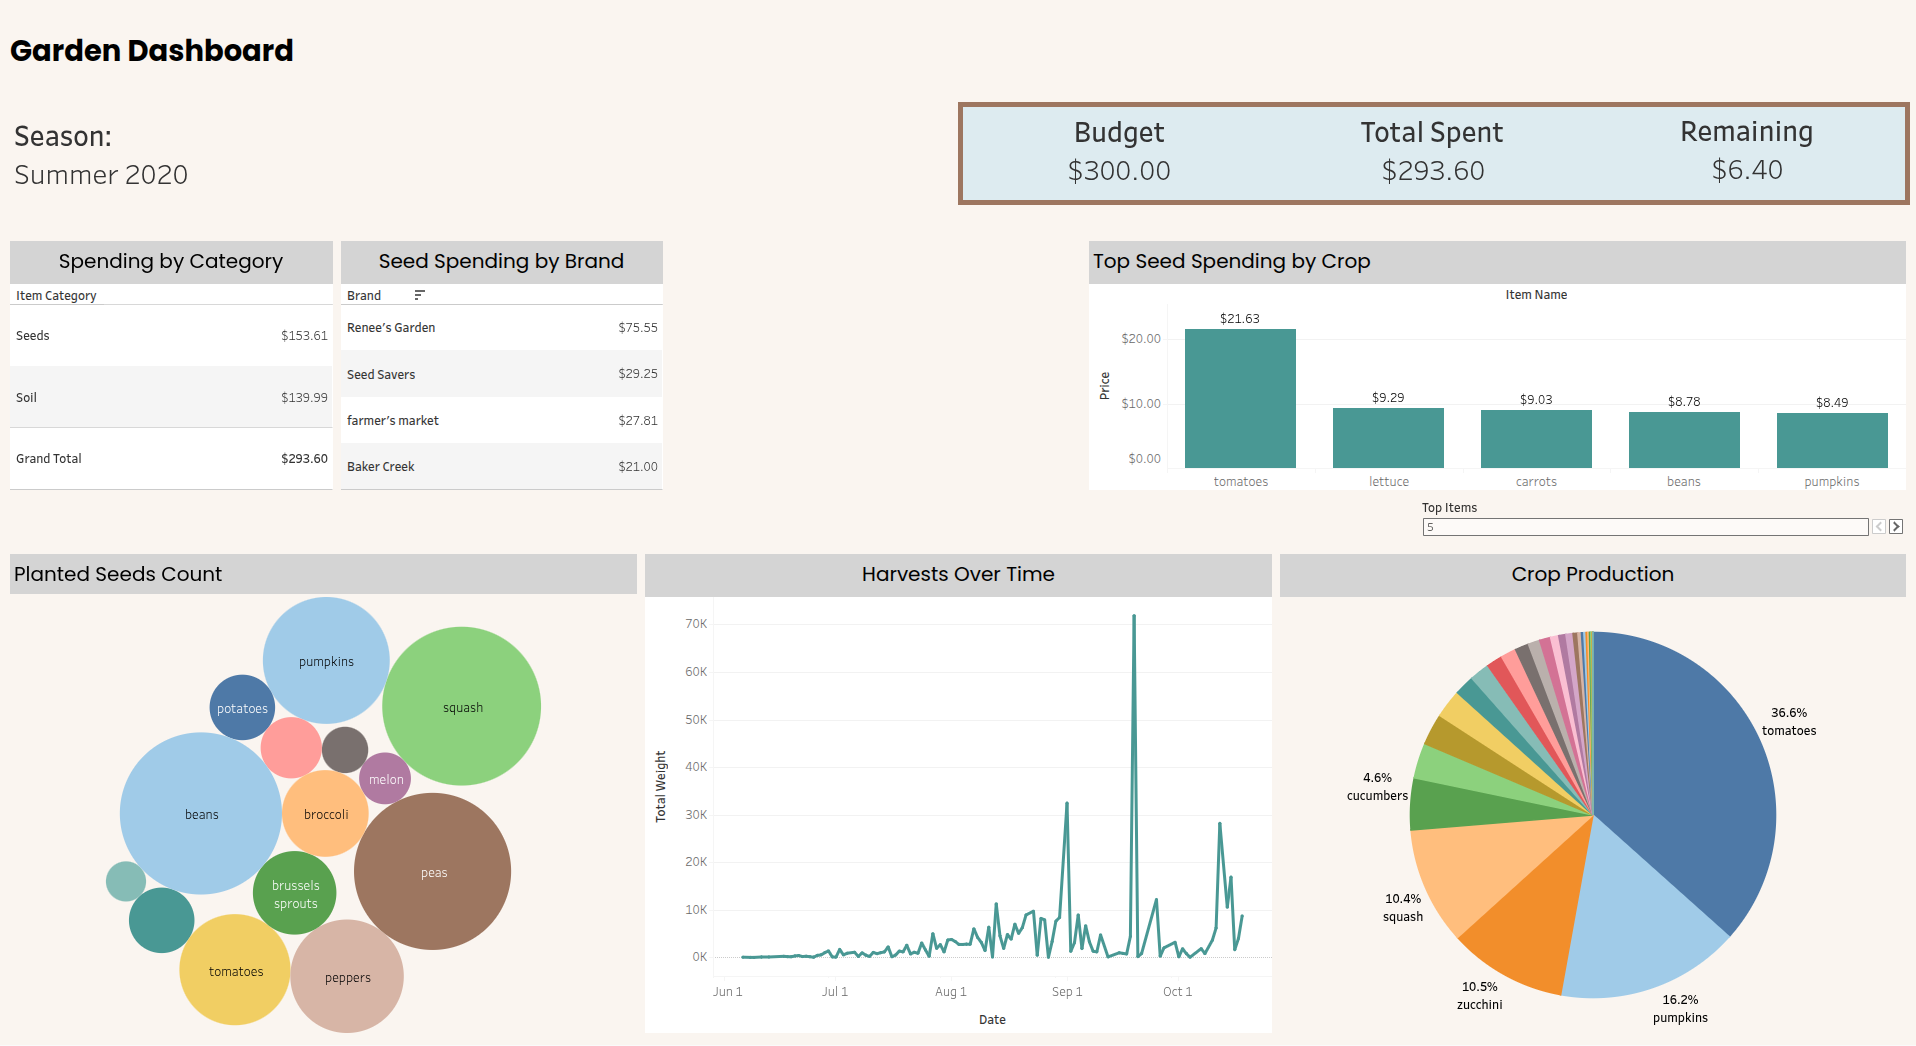 Garden Dashboard
Season:
Summer 2020
Budget
$300.00
Total Spent
$293.60
Remaining
$6.40
Spending by Category
Item Category
Seeds $153.61
Soil $139.99
Grand Total $293.60
Seed Spending by Brand
Brand
Renee's Garden $75.55
Seed Savers $29.25
farmer's market $27.81
Baker Creek $21.00
Top Seed Spending by Crop
Item Name
Price
$20.00
$10.00
$0.00
$21.63
$9.29
$9.03
$8.78
$8.49
tomatoes
lettuce
carrots
beans
pumpkins
Top Items
5
Planted Seeds Count
pumpkins
squash
potatoes
melon
beans
broccoli
peas
brussels
sprouts
tomatoes
peppers
Harvests Over Time
Total Weight
70K
60K
50K
40K
30K
20K
10K
0K
Jun 1
Jul 1
Aug 1
Sep 1
Oct 1
Date
Crop Production
36.6%
tomatoes
4.6%
cucumbers
10.4%
squash
10.5%
zucchini
16.2%
pumpkins